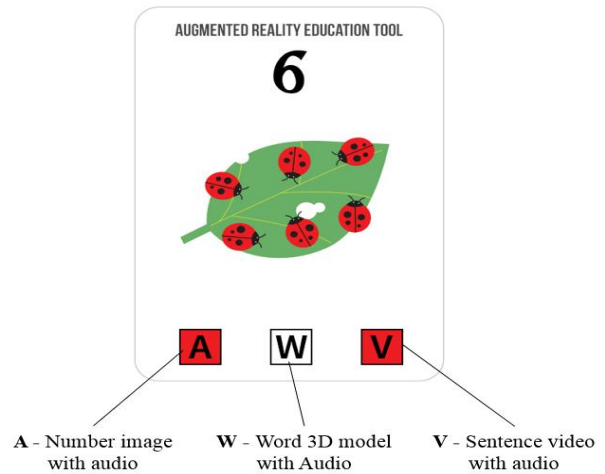 AUGMENTED REALITY EDUCATION TOOL
6
A W V
A - Number image with audio
W - Word 3D model with Audio
V - Sentence video with audio